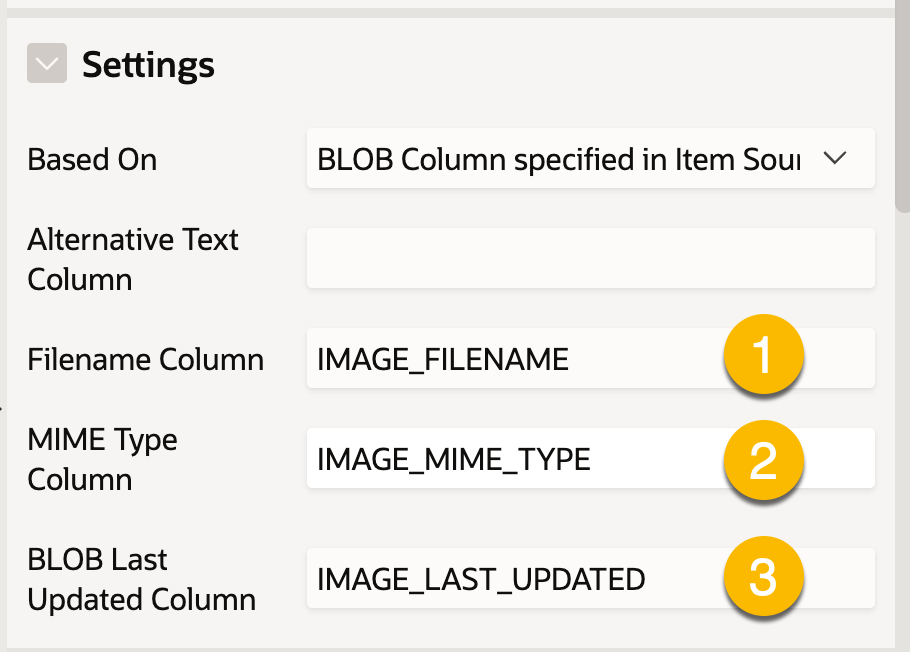 Settings
Based On
BLOB Column specified in Item Sour
Alternative Text
Column
Filename Column
IMAGE_FILENAME
1
MIME Type
Column
IMAGE_MIME_TYPE
2
BLOB Last
Updated Column
IMAGE_LAST_UPDATED
3